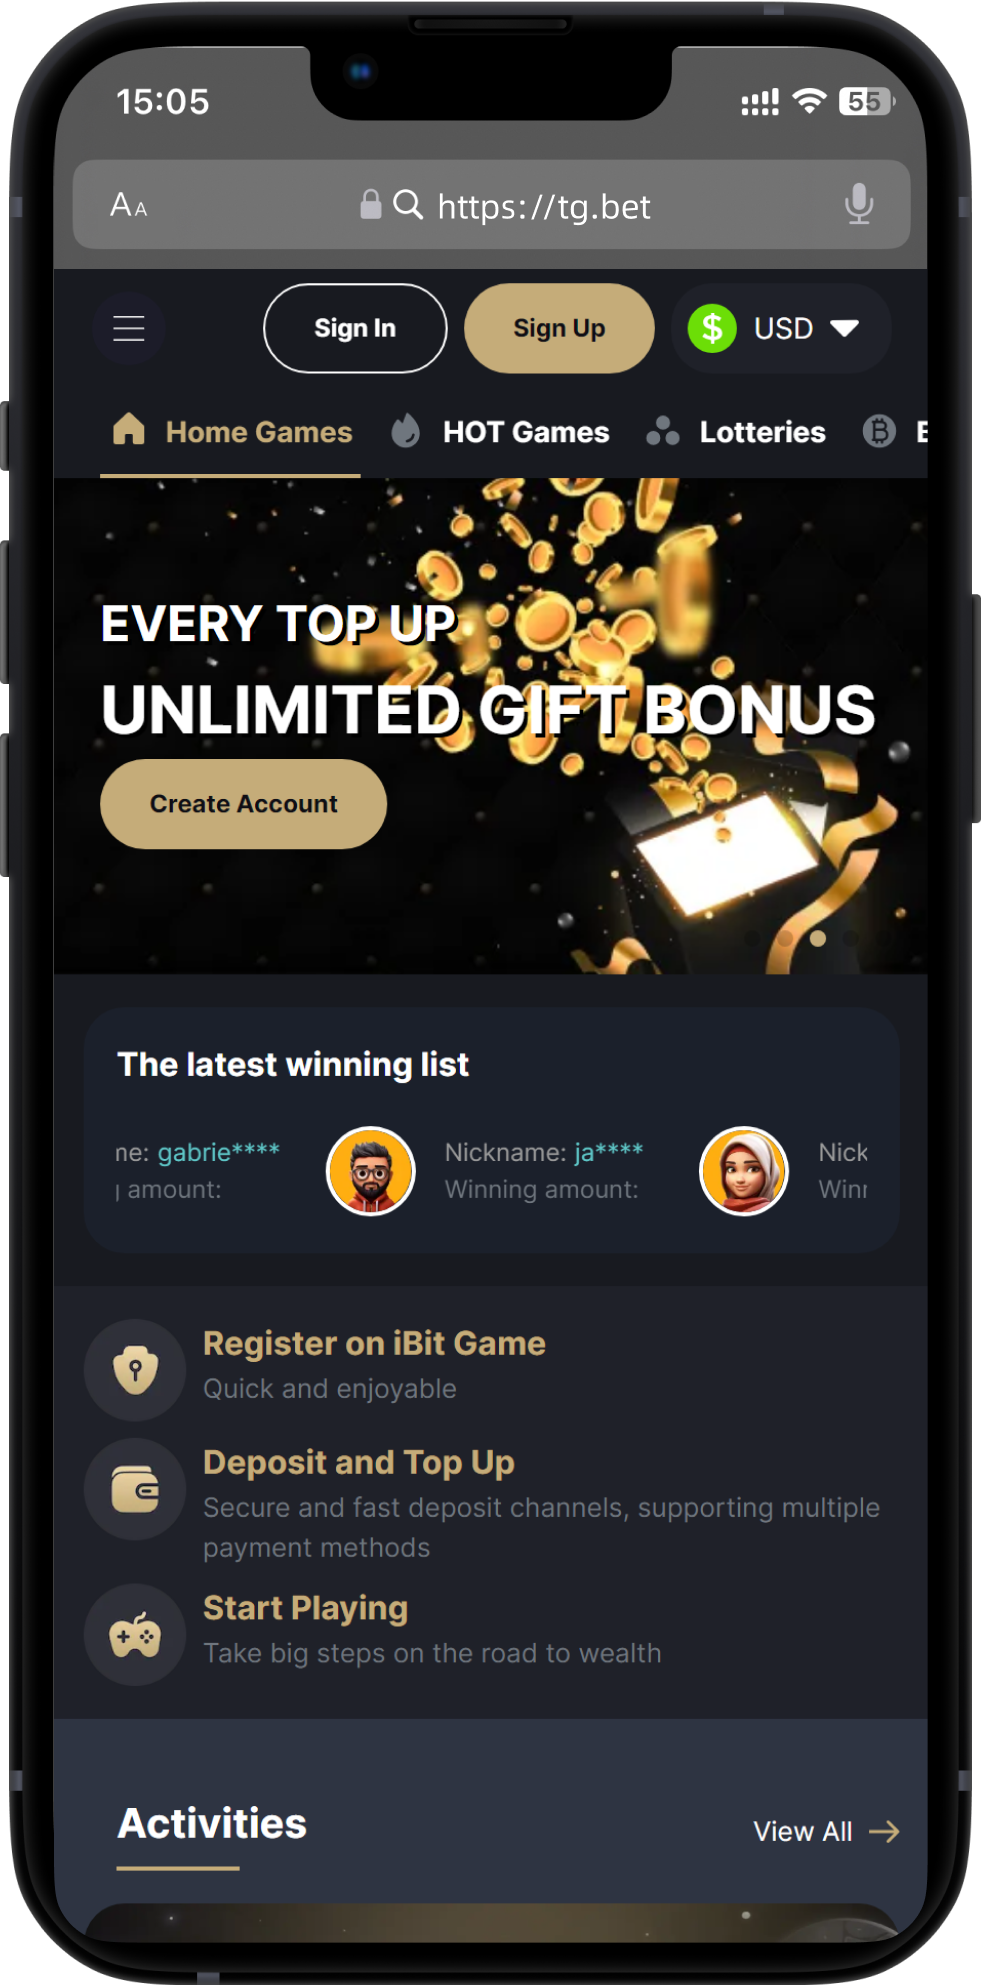 15:05
55
AA
https://tg.bet
Sign In
Sign Up
$
USD
Home Games
HOT Games
Lotteries
EVERY TOP UP
UNLIMITED GIFT BONUS
Create Account
The latest winning list
ne: gabrie****
Nickname: ja****
Nick
amount:
Winning amount:
Register on iBit Game
Quick and enjoyable
Deposit and Top Up
Secure and fast deposit channels, supporting multiple
payment methods
Start Playing
Take big steps on the road to wealth
Activities
View All